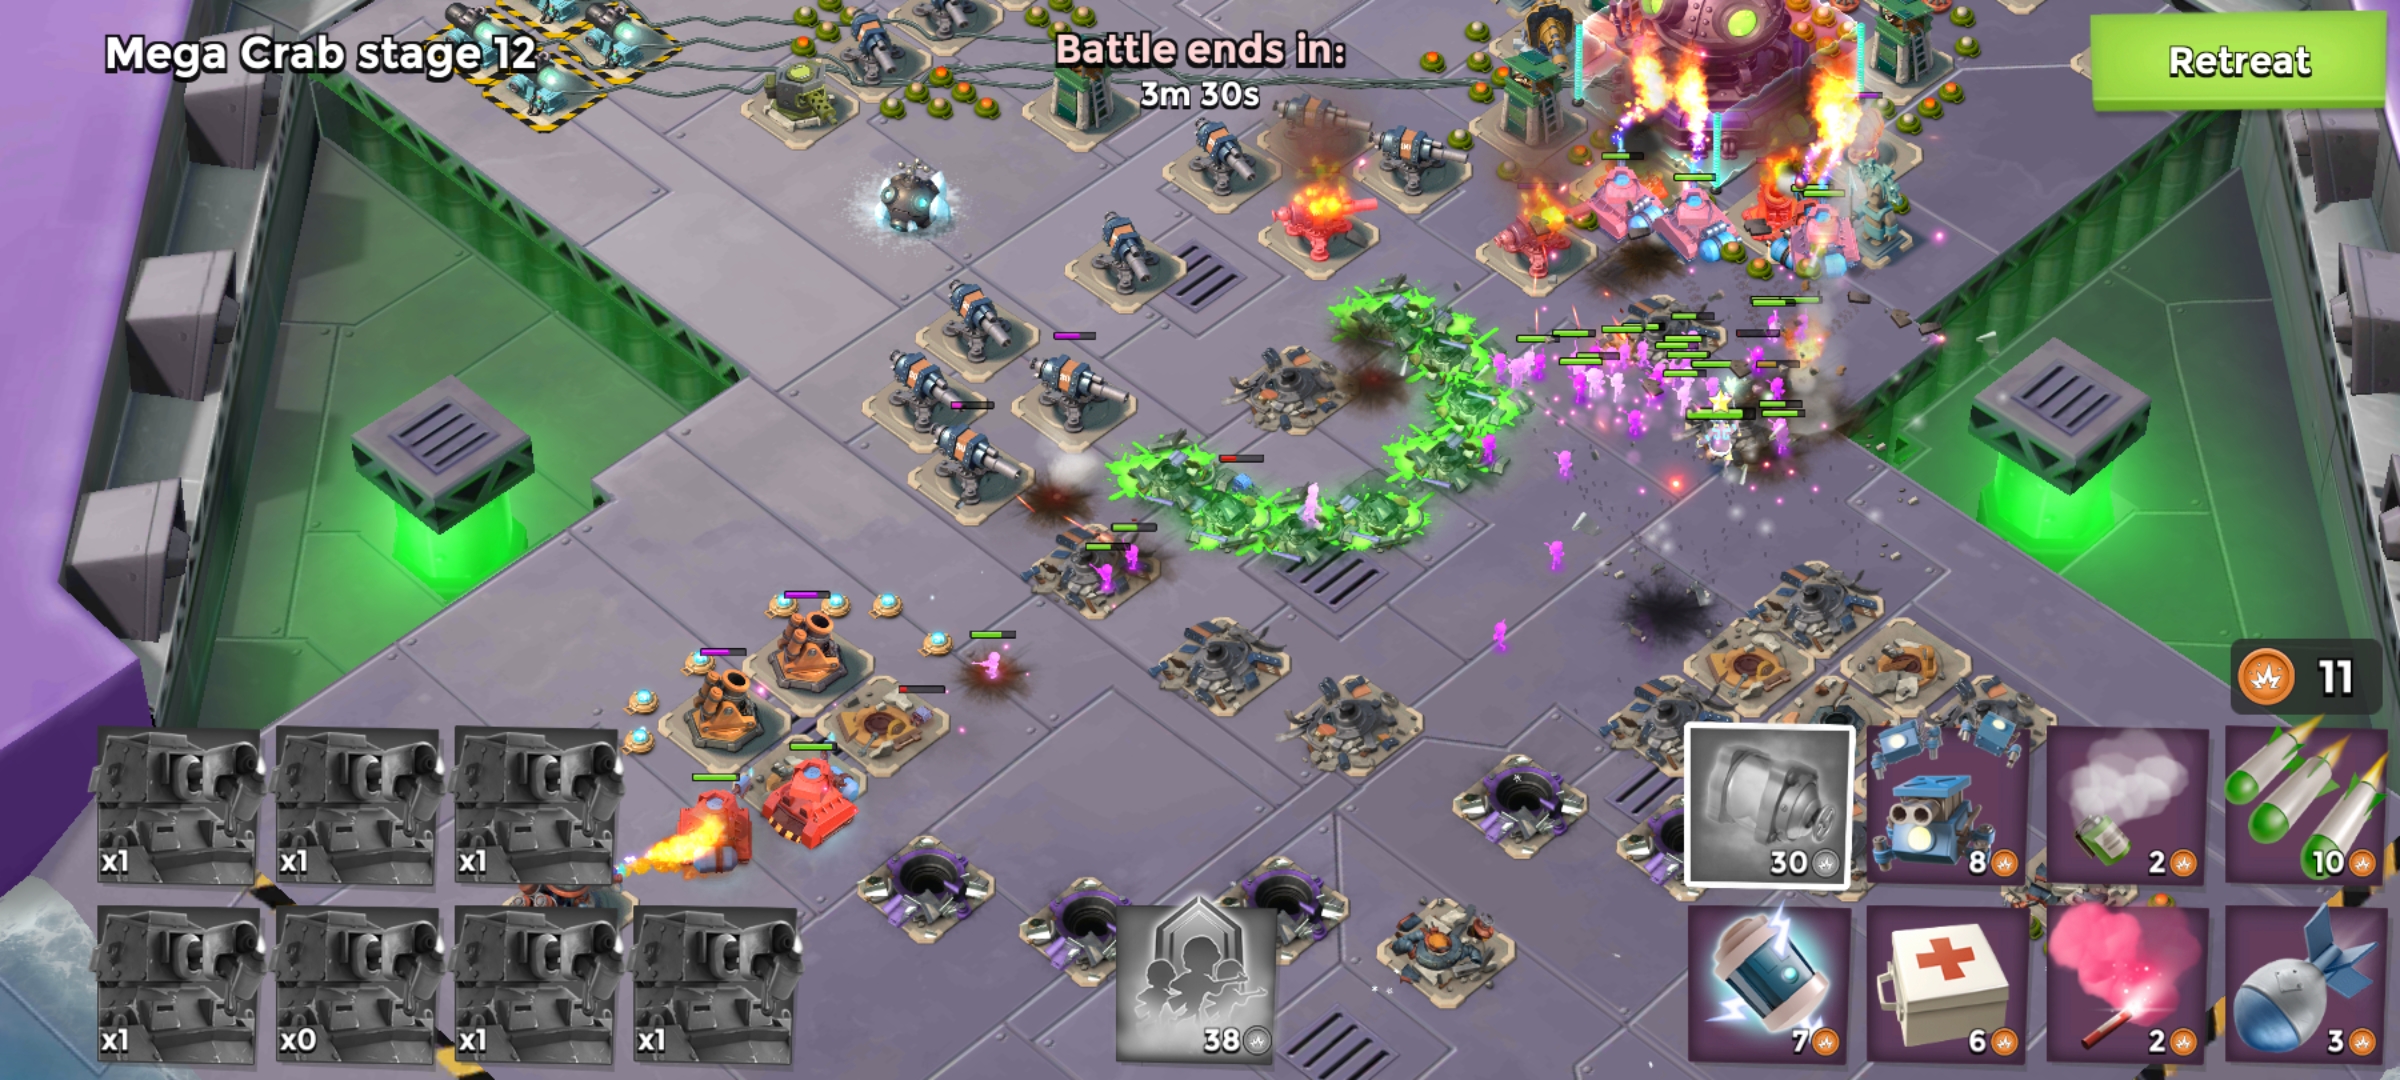 Mega Crab stage 12
Battle ends in:
3m 30s
Retreat
11
x1
x1
x1
30
8
2
10
x1
x0
x1
x1
38
7
6
2
3